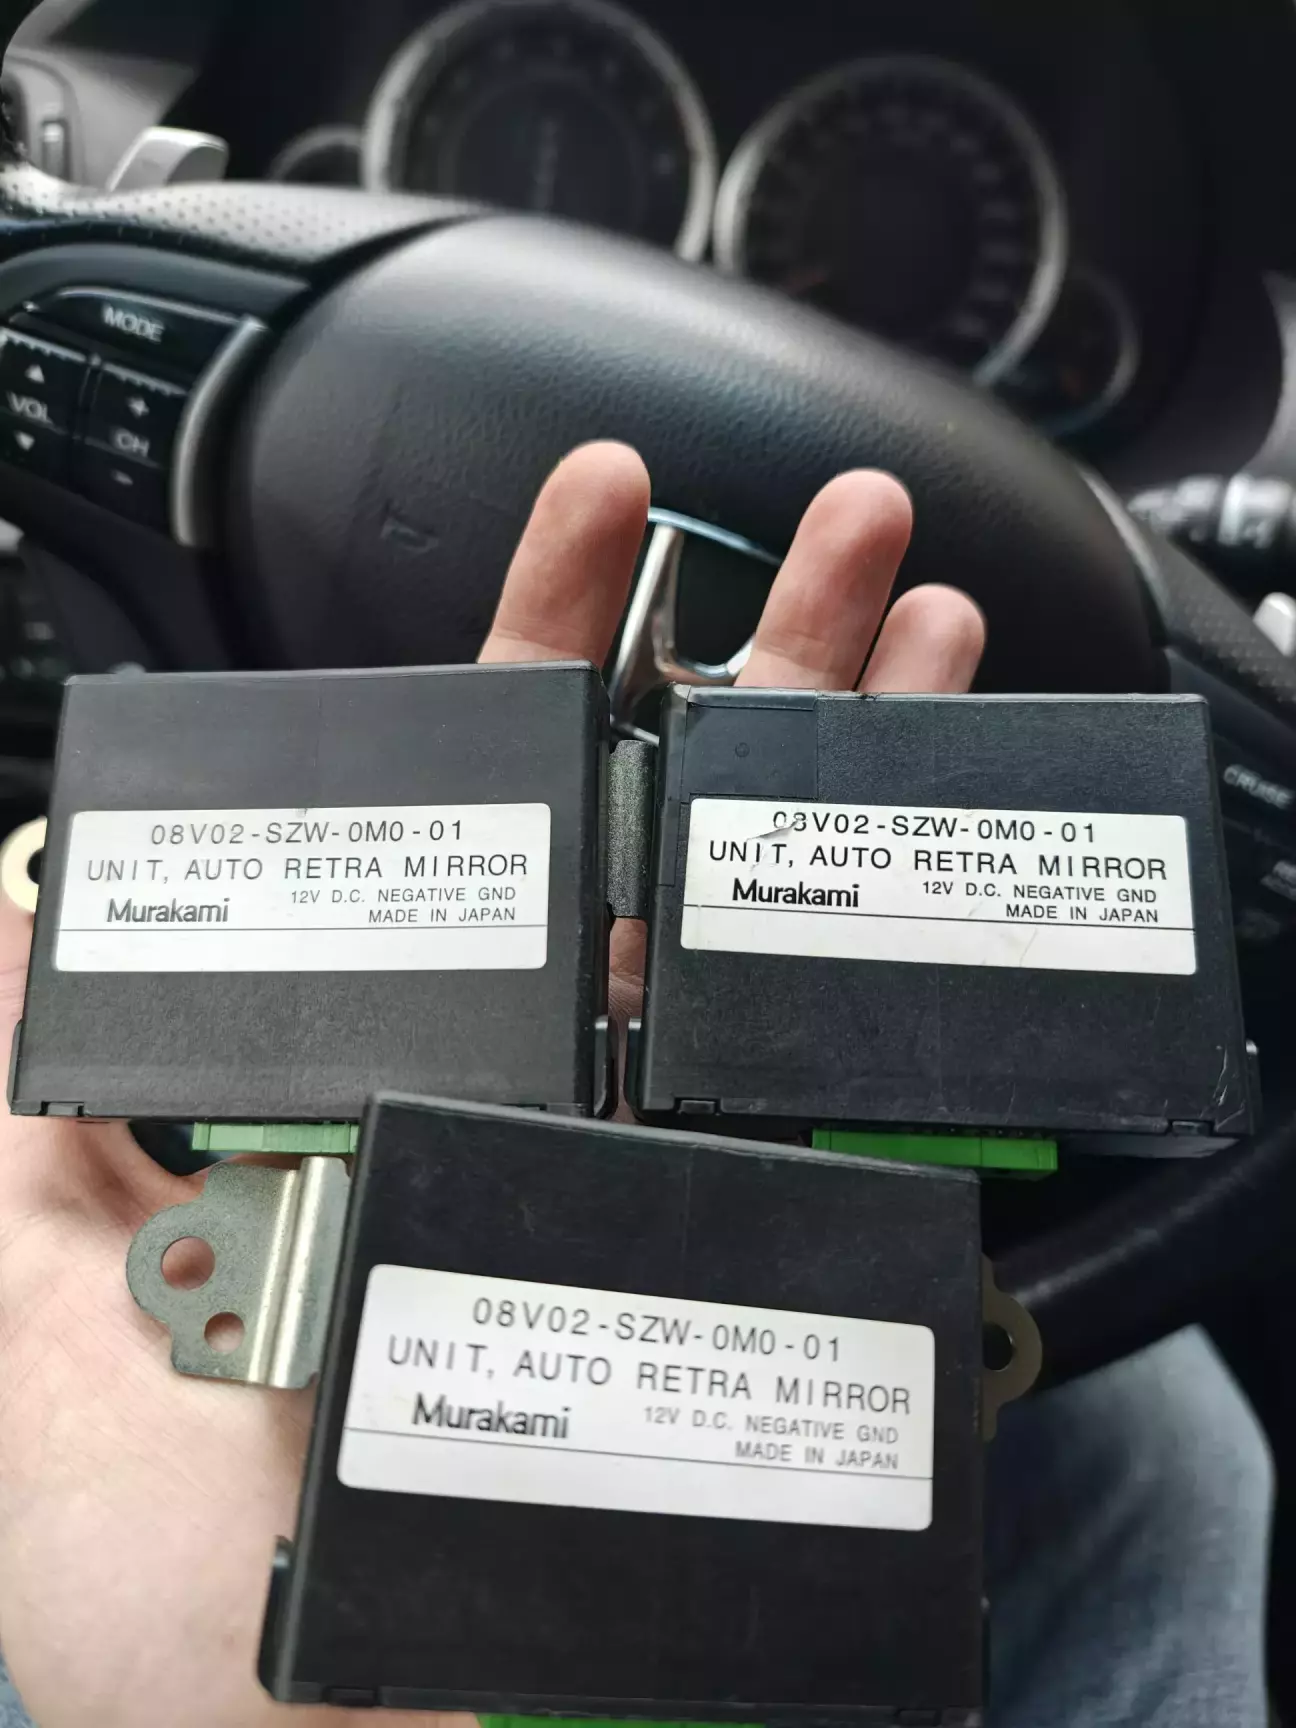 MODE
VOL
+
CH
-
CRUISE
08V02-SZW-0M0-01
UNIT, AUTO RETRA MIRROR
Murakami
12V D.C. NEGATIVE GND
MADE IN JAPAN
08V02-SZW-0M0-01
UNIT, AUTO RETRA MIRROR
Murakami
12V D.C. NEGATIVE GND
MADE IN JAPAN
08V02-SZW-0M0-01
UNIT, AUTO RETRA MIRROR
Murakami
12V D.C. NEGATIVE GND
MADE IN JAPAN